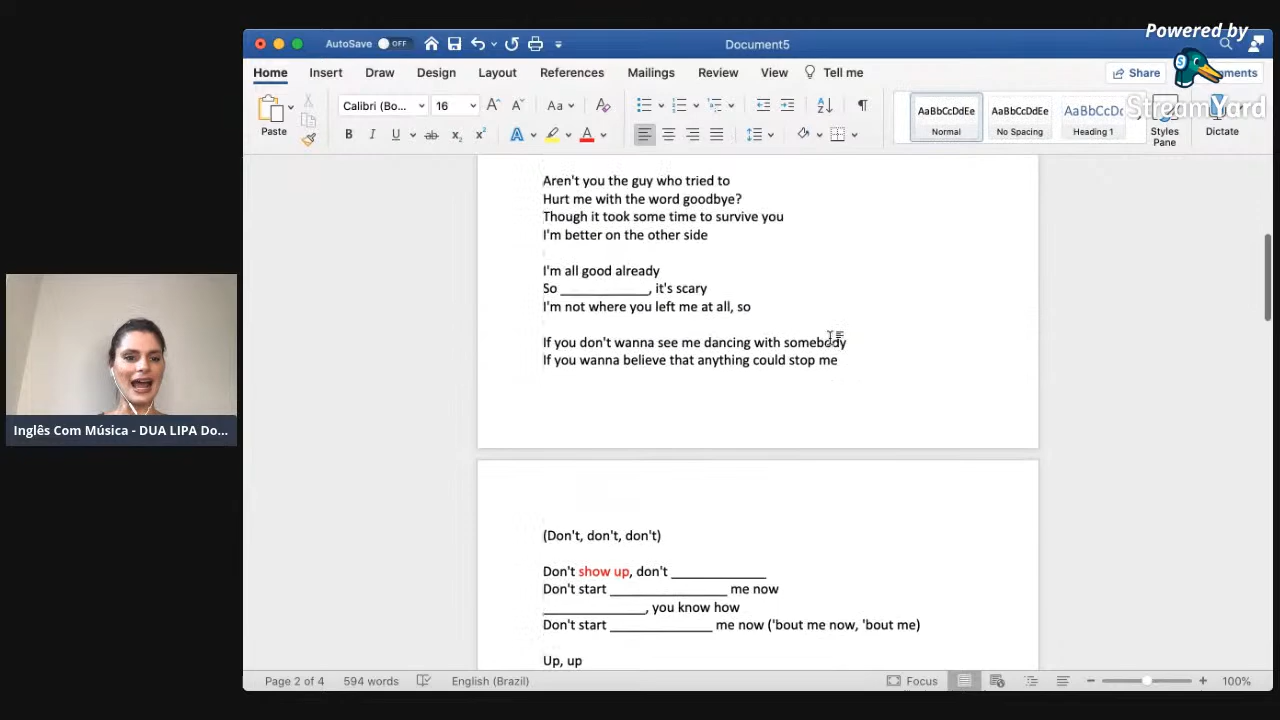 Powered by
StreamYard
AutoSave OFF
Document5
Home Insert Draw Design Layout References Mailings Review View Tell me
Share
mments
Paste
Calibri (Bo...
16
Aa
AaBbCcDdEe
Normal
AaBbCcDdEe
No Spacing
AaBbCcDc
Heading 1
Styles
Pane
Dictate
Aren't you the guy who tried to
Hurt me with the word goodbye?
Though it took some time to survive you
I'm better on the other side
I'm all good already
So ____________, it's scary
I'm not where you left me at all, so
If you don't wanna see me dancing with somebody
If you wanna believe that anything could stop me
(Don't, don't, don't)
Don't show up, don't _____________
Don't start ________________ me now
______________, you know how
Don't start ______________ me now ('bout me now, 'bout me)
Up, up
Inglês Com Música - DUA LIPA Do...
Page 2 of 4 594 words English (Brazil) Focus 100%